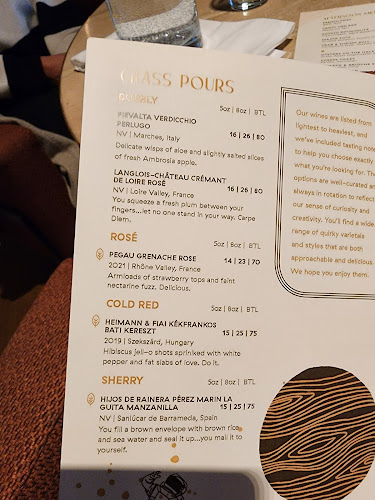 GLASS POURS
BUBBLY
5oz | 8oz | BTL
PIEVALTA VERDICCHIO
PERLUGO
16 | 26 | 80
NV | Marches, Italy
Delicate wisps of aloe and slightly salted slices
of fresh Ambrosia apple.
LANGLOIS-CHÂTEAU CRÉMANT
DE LOIRE ROSÉ
16 | 26 | 80
NV | Loire Valley, France
You squeeze a fresh plum between your
fingers...let no one stand in your way. Carpe
Diem.
ROSÉ
5oz | 8oz | BTL
PEGAU GRENACHE ROSE
14 | 23 | 70
2021 | Rhône Valley, France
Armloads of strawberry tops and faint
nectarine fuzz. Delicious.
COLD RED
5oz | 8oz | BTL
HEIMANN & FIAI KÉKFRANKOS
BATI KERESZT
15 | 25 | 75
2019 | Szekszárd, Hungary
Hibiscus jell-o shots sprinkled with white
pepper and fat slabs of love. Do it.
SHERRY
5oz | 8oz | BTL
HIJOS DE RAINERA PÉREZ MARIN LA
GUITA MANZANILLA
15 | 25 | 75
NV | Sanlúcar de Barrameda, Spain
You fill a brown envelope with brown rice
and sea water and seal it up...you mail it to
yourself.
Our wines are listed from
lightest to heaviest, and
we've included tasting note
to help you choose exactly
what you're looking for. Th
options are well-curated a
always in rotation to reflect
our sense of curiosity and
creativity. You'll find a wide
range of quirky varietals
and styles that are both
approachable and delicious.
We hope you enjoy them.
AFTERNOON